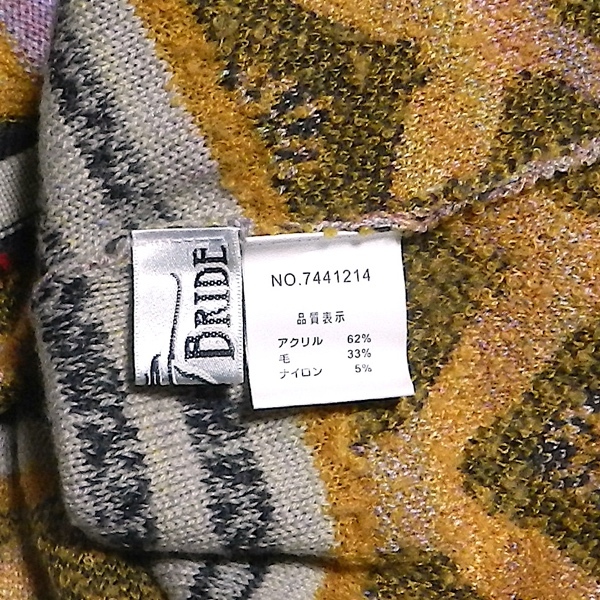 BRIDE
NO.7441214
品質表示
アクリル 62%
毛 33%
ナイロン 5%